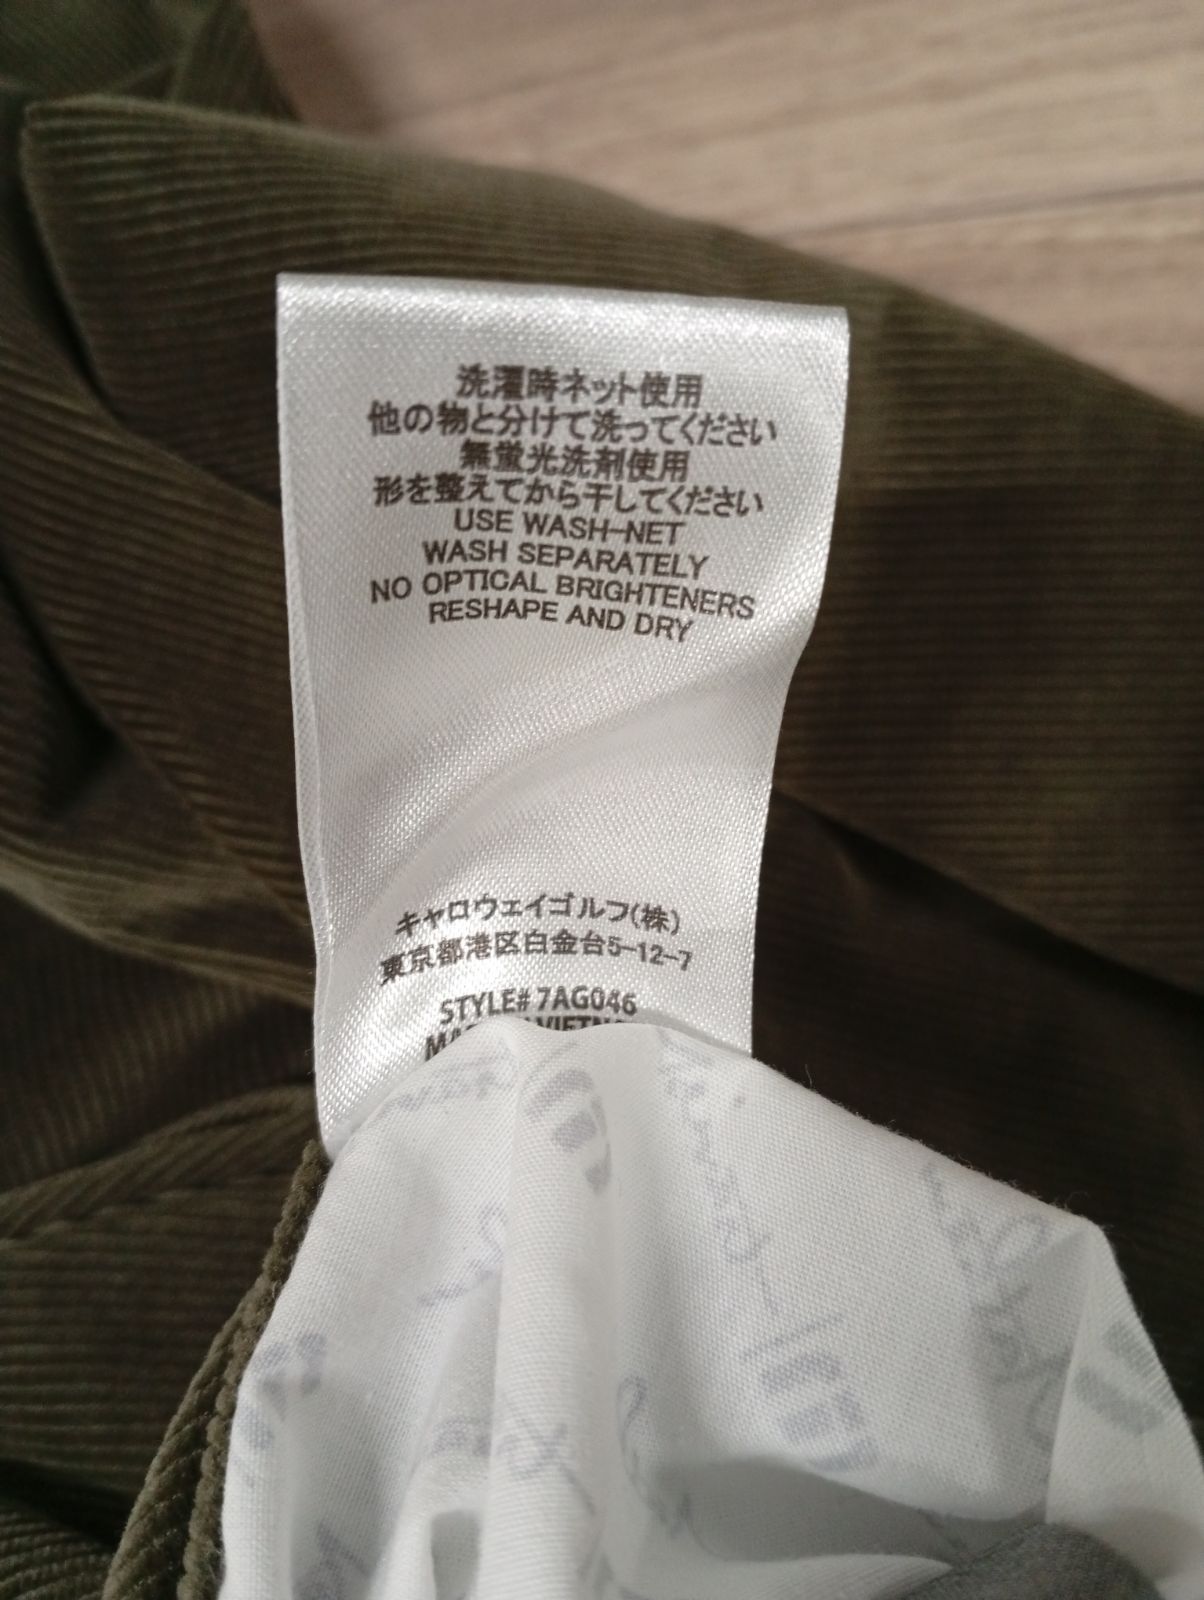 洗濯時ネット使用
他の物と分けて洗ってください
無蛍光洗剤使用
形を整えてから干してください
USE WASH-NET
WASH SEPARATELY
NO OPTICAL BRIGHTENERS
RESHAPE AND DRY
キャロウェイゴルフ(株)
東京都港区白金台5-12-7
STYLE# 7AG046